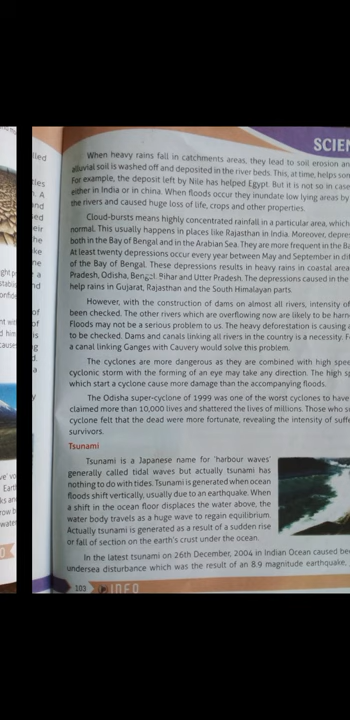 SCIEN
When heavy rains fall in catchments areas, they lead to soil erosion an
alluvial soil is washed off and deposited in the river beds. This, at time, helps som
For example, the deposit left by Nile has helped Egypt. But it is not so in case
either in India or in china. When floods occur they inundate low lying areas by
the rivers and caused huge loss of life, crops and other properties.
Cloud-bursts means highly concentrated rainfall in a particular area, which
normal. This usually happens in places like Rajasthan in India. Moreover, depre
both in the Bay of Bengal and in the Arabian Sea. They are more frequent in the Ba
At least twenty depressions occur every year between May and September in dif
of the Bay of Bengal. These depressions results in heavy rains in coastal area
Pradesh, Odisha, Bengal, Bihar and Utter Pradesh. The depressions caused in the
help rains in Gujarat, Rajasthan and the South Himalayan parts.
However, with the construction of dams on almost all rivers, intensity of
been checked. The other rivers which are overflowing now are likely to be harn
Floods may not be a serious problem to us. The heavy deforestation is causing
to be checked. Dams and canals linking all rivers in the country is a necessity. F
a canal linking Ganges with Cauvery would solve this problem.
The cyclones are more dangerous as they are combined with high spee
cyclonic storm with the forming of an eye may take any direction. The high sp
which start a cyclone cause more damage than the accompanying floods.
The Odisha super-cyclone of 1999 was one of the worst cyclones to have
claimed more than 10,000 lives and shattered the lives of millions. Those who s
cyclone felt that the dead were more fortunate, revealing the intensity of suffe
survivors.
Tsunami
Tsunami is a Japanese name for 'harbour waves'
generally called tidal waves but actually tsunami has
nothing to do with tides. Tsunami is generated when ocean
floods shift vertically, usually due to an earthquake. When
a shift in the ocean floor displaces the water above, the
water body travels as a huge wave to regain equilibrium.
Actually tsunami is generated as a result of a sudden rise
or fall of section on the earth's crust under the ocean.
In the latest tsunami on 26th December, 2004 in Indian Ocean caused
undersea disturbance which was the result of an 8.9 magnitude earthquake,
103 INFO